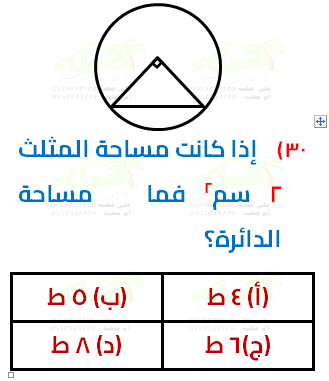 ٣٠) إذا كانت مساحة المثلث
٢ سم٢ فما مساحة
الدائرة؟
(أ) ٤ ط
(ب) ٥ ط
(ج) ٦ ط
(د) ٨ ط